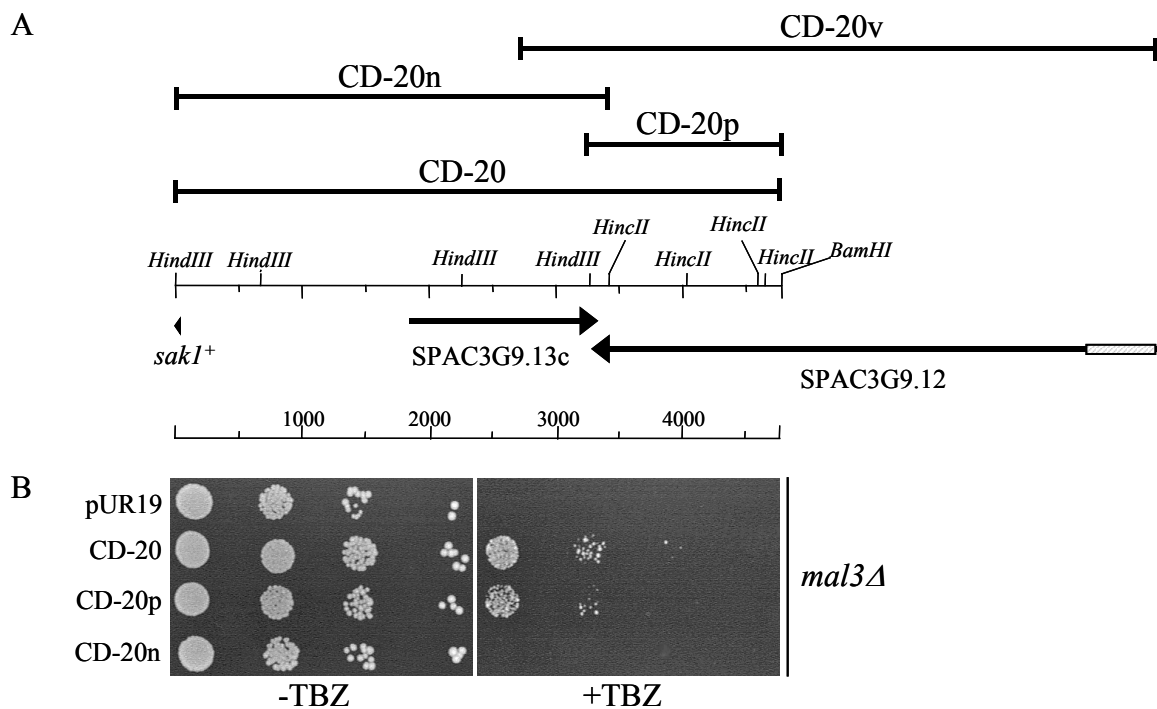 A
CD-20v
CD-20n
CD-20p
CD-20
HincII
HincII
HindIII HindIII HindIII HindIII HincII HincII BamHI
sak1+
SPAC3G9.13c
SPAC3G9.12
1000 2000 3000 4000
B
pUR19
CD-20
CD-20p
CD-20n
mal3Δ
-TBZ +TBZ